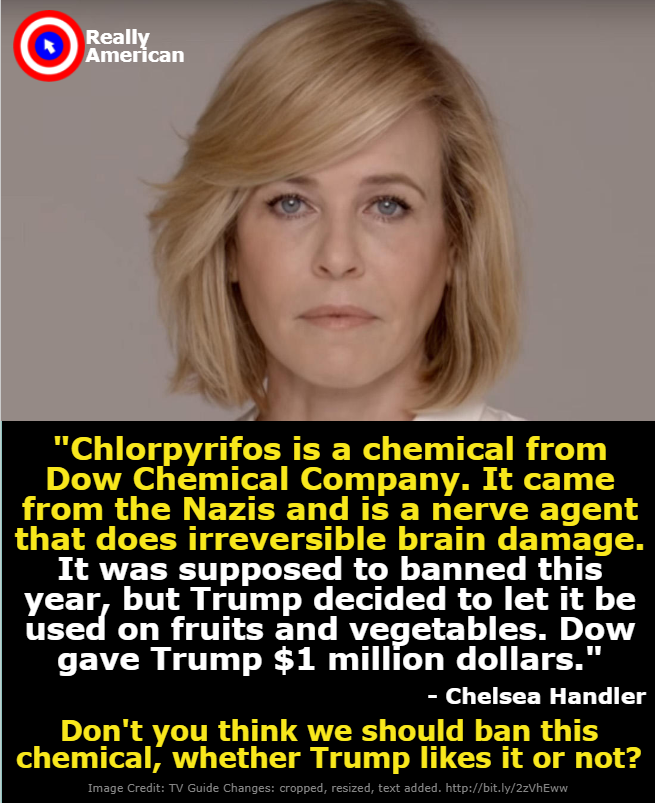 Really
American
"Chlorpyrifos is a chemical from
Dow Chemical Company. It came
from the Nazis and is a nerve agent
that does irreversible brain damage.
It was supposed to banned this
year, but Trump decided to let it be
used on fruits and vegetables. Dow
gave Trump $1 million dollars."
- Chelsea Handler
Don't you think we should ban this
chemical, whether Trump likes it or not?
Image Credit: TV Guide Changes: cropped, resized, text added. http://bit.ly/2zVhEww